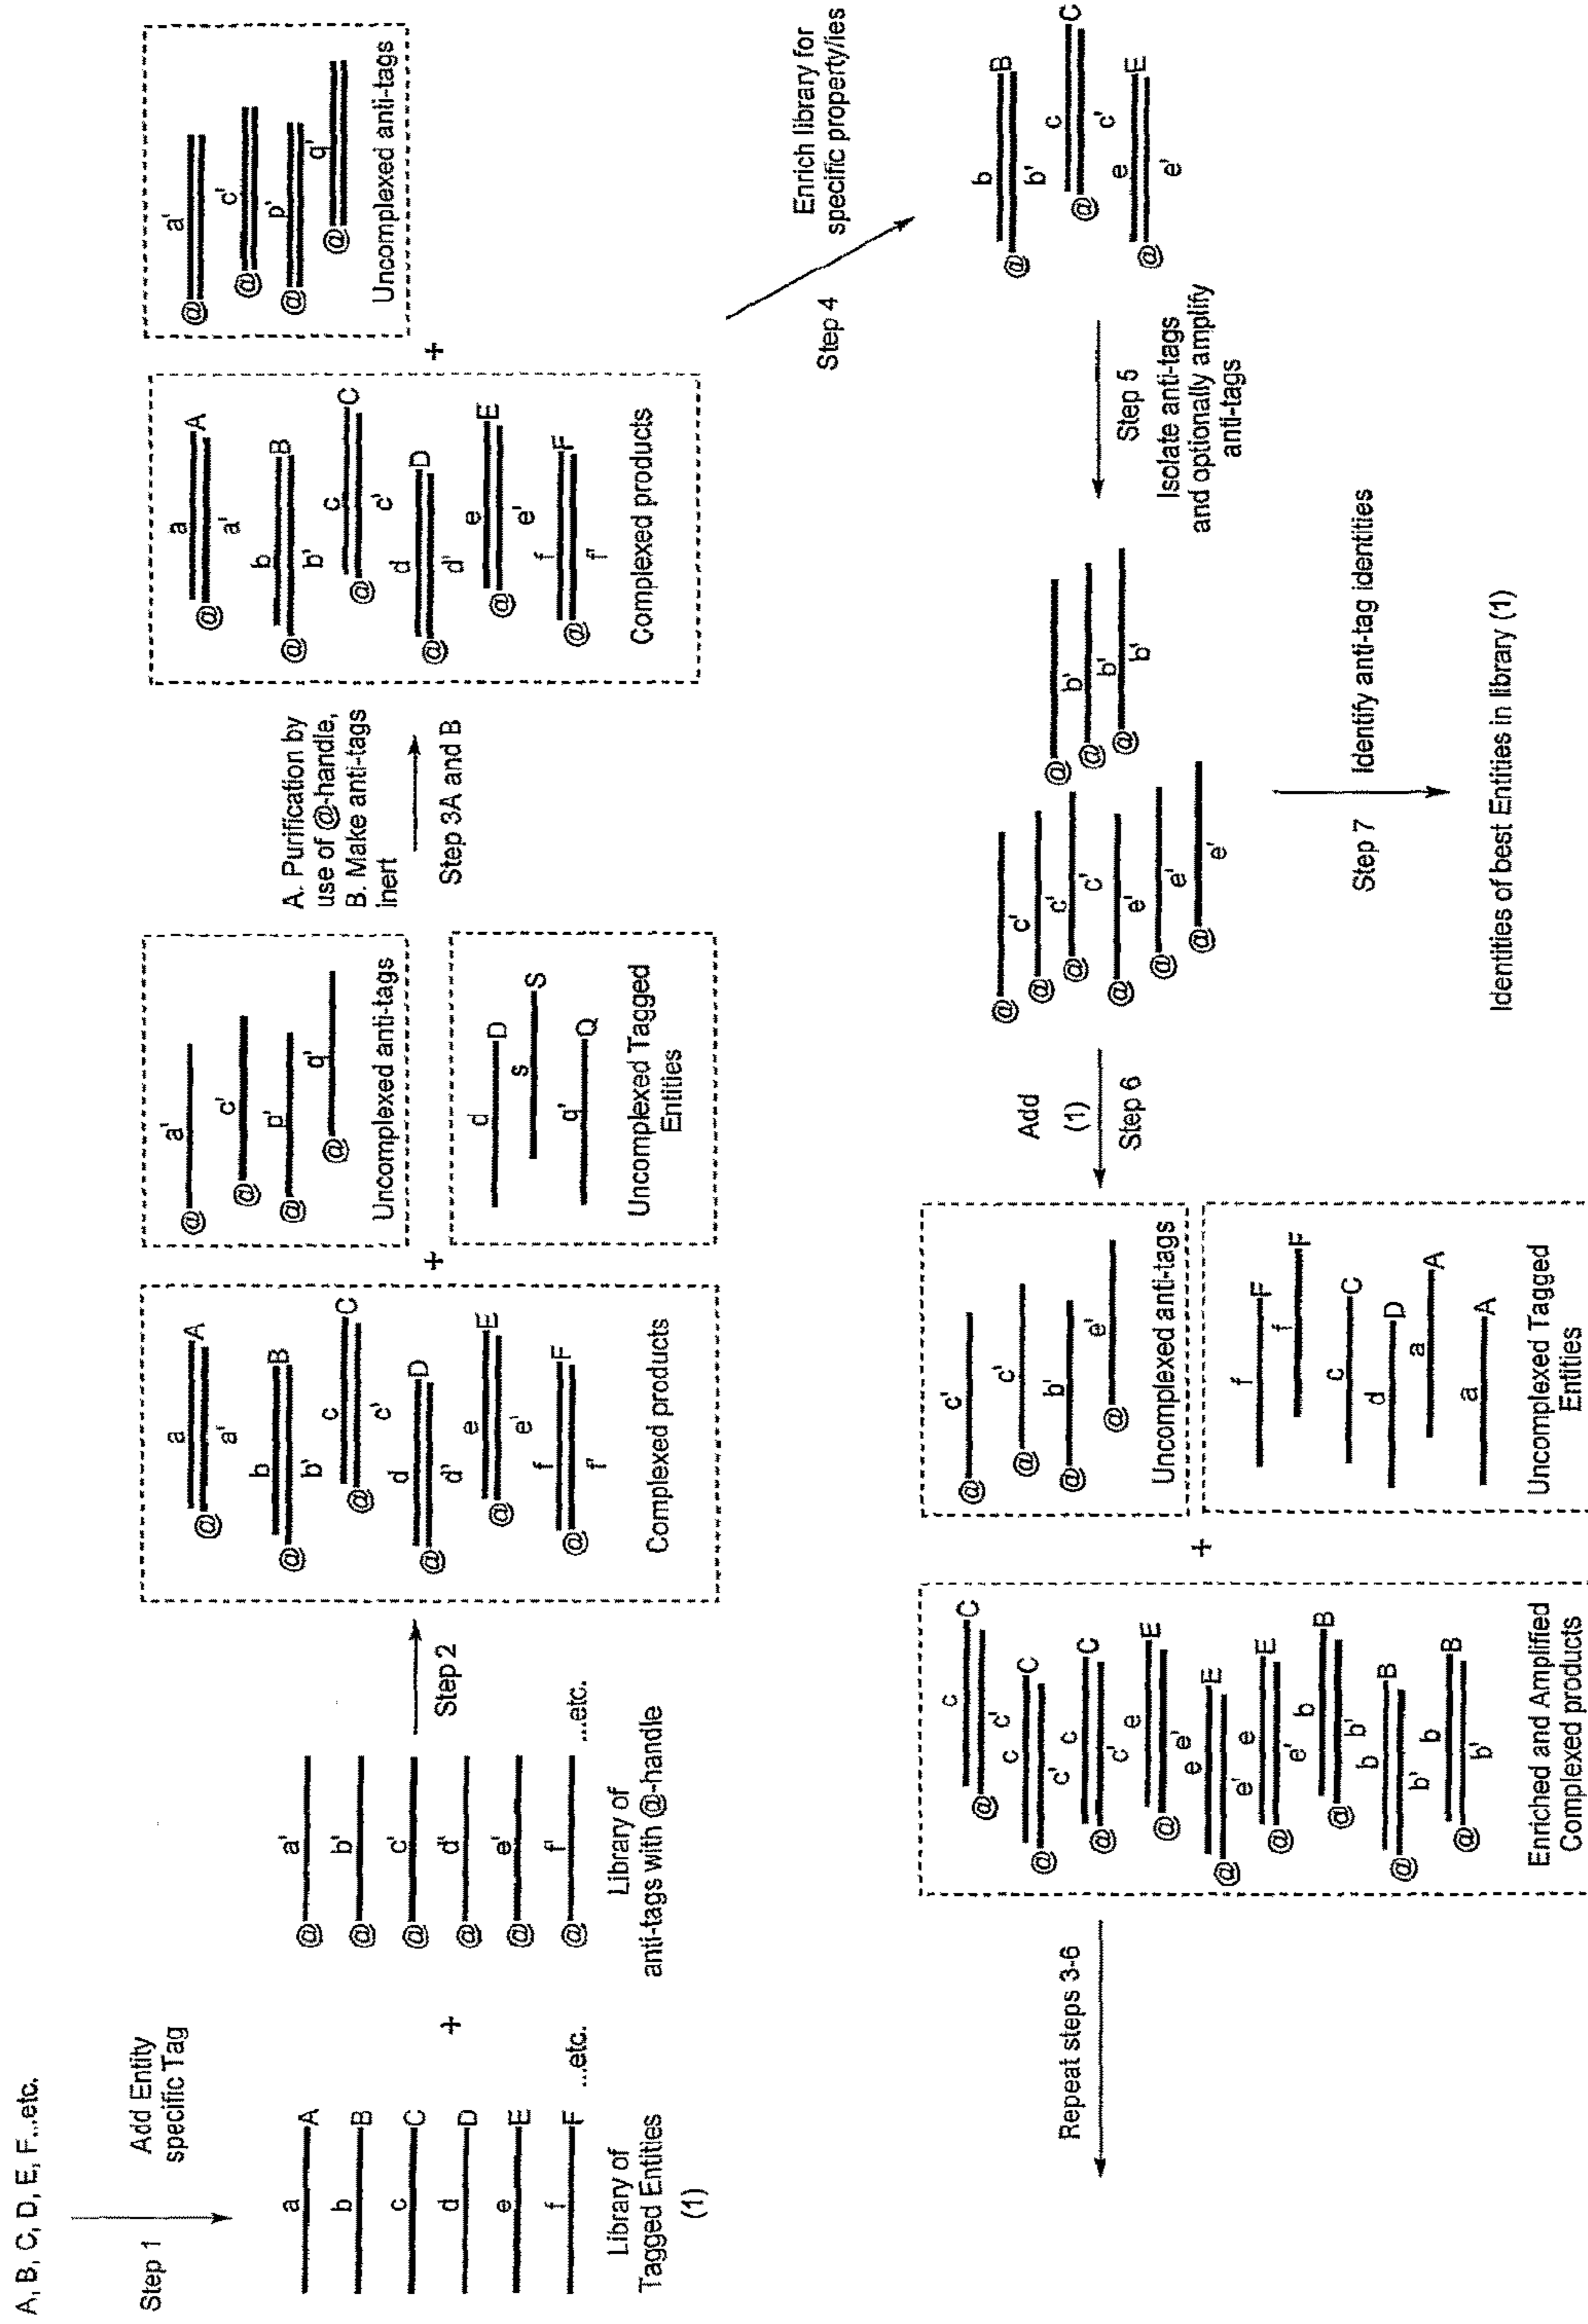 A, B, C, D, E, F...etc.
Step 1
Add Entity
specific Tag
a
A
b
B
c
C
d
D
e
E
f
F
...etc.
Library of
Tagged Entities
(1)
+
a'
@
b'
@
c'
@
d'
@
e'
@
f'
@
...etc.
Library of
anti-tags with @-handle
Step 2
a
A
@
a'
b
B
@
b'
c
C
@
c'
d
D
@
d'
e
E
@
e'
f
F
@
f'
Complexed products
+
a'
@
c'
@
p'
@
q'
@
Uncomplexed anti-tags
d
D
s
S
q'
Q
Uncomplexed Tagged
Entities
A. Purification by
use of @-handle,
B. Make anti-tags
inert
Step 3A and B
a
A
@
a'
b
B
@
b'
c
C
@
c'
d
D
@
d'
e
E
@
e'
f
F
@
f'
Complexed products
+
a'
@
c'
@
p'
@
q'
@
Uncomplexed anti-tags
Step 4
Enrich library for
specific property/ies
b
B
@
b'
c
C
@
c'
e
E
@
e'
Step 5
Isolate anti-tags
and optionally amplify
anti-tags
@
c'
@
c'
@
c'
@
e'
@
e'
@
e'
@
b'
@
b'
@
b'
Step 7
Identify anti-tag identities
Identities of best Entities in library (1)
Add
(1)
Step 6
c'
@
c'
@
b'
@
e'
@
Uncomplexed anti-tags
f
F
f
F
c
C
d
D
a
A
a
A
Uncomplexed Tagged
Entities
+
c
C
@
c'
c
C
@
c'
c
C
@
c'
e
E
@
e'
e
E
@
e'
e
E
@
e'
b
B
@
b'
b
B
@
b'
b
B
@
b'
Enriched and Amplified
Complexed products
Repeat steps 3-6